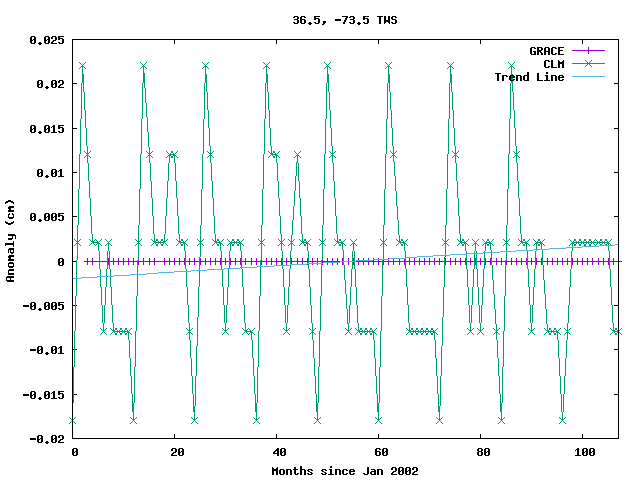 36.5, -73.5 TWS
0.025
GRACE
CLM
Trend Line
0.02
0.015
0.01
0.005
0
-0.005
-0.01
-0.015
-0.02
Anomaly (cm)
0 20 40 60 80 100
Months since Jan 2002